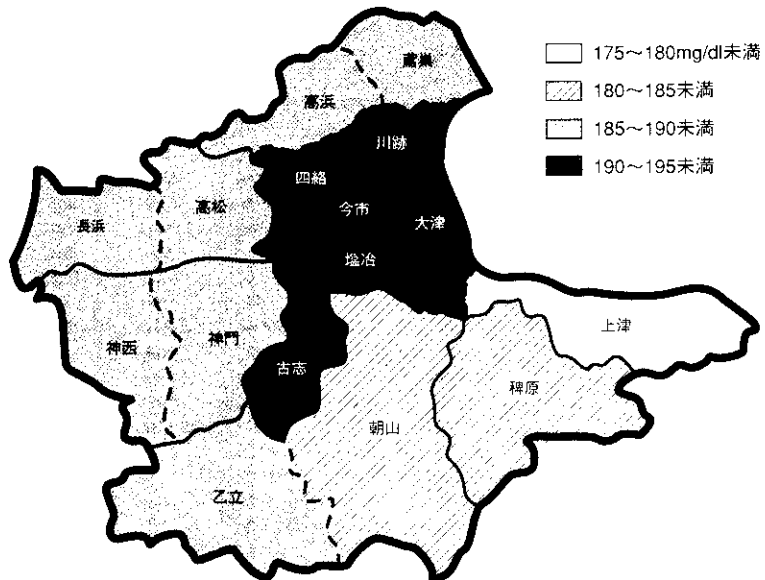 175〜180mg/dl未満
180〜185未満
185〜190未満
190〜195未満
鳶巣
高浜
川跡
四絡
高松
今市
大津
長浜
塩冶
上津
神西
神門
古志
稗原
朝山
乙立